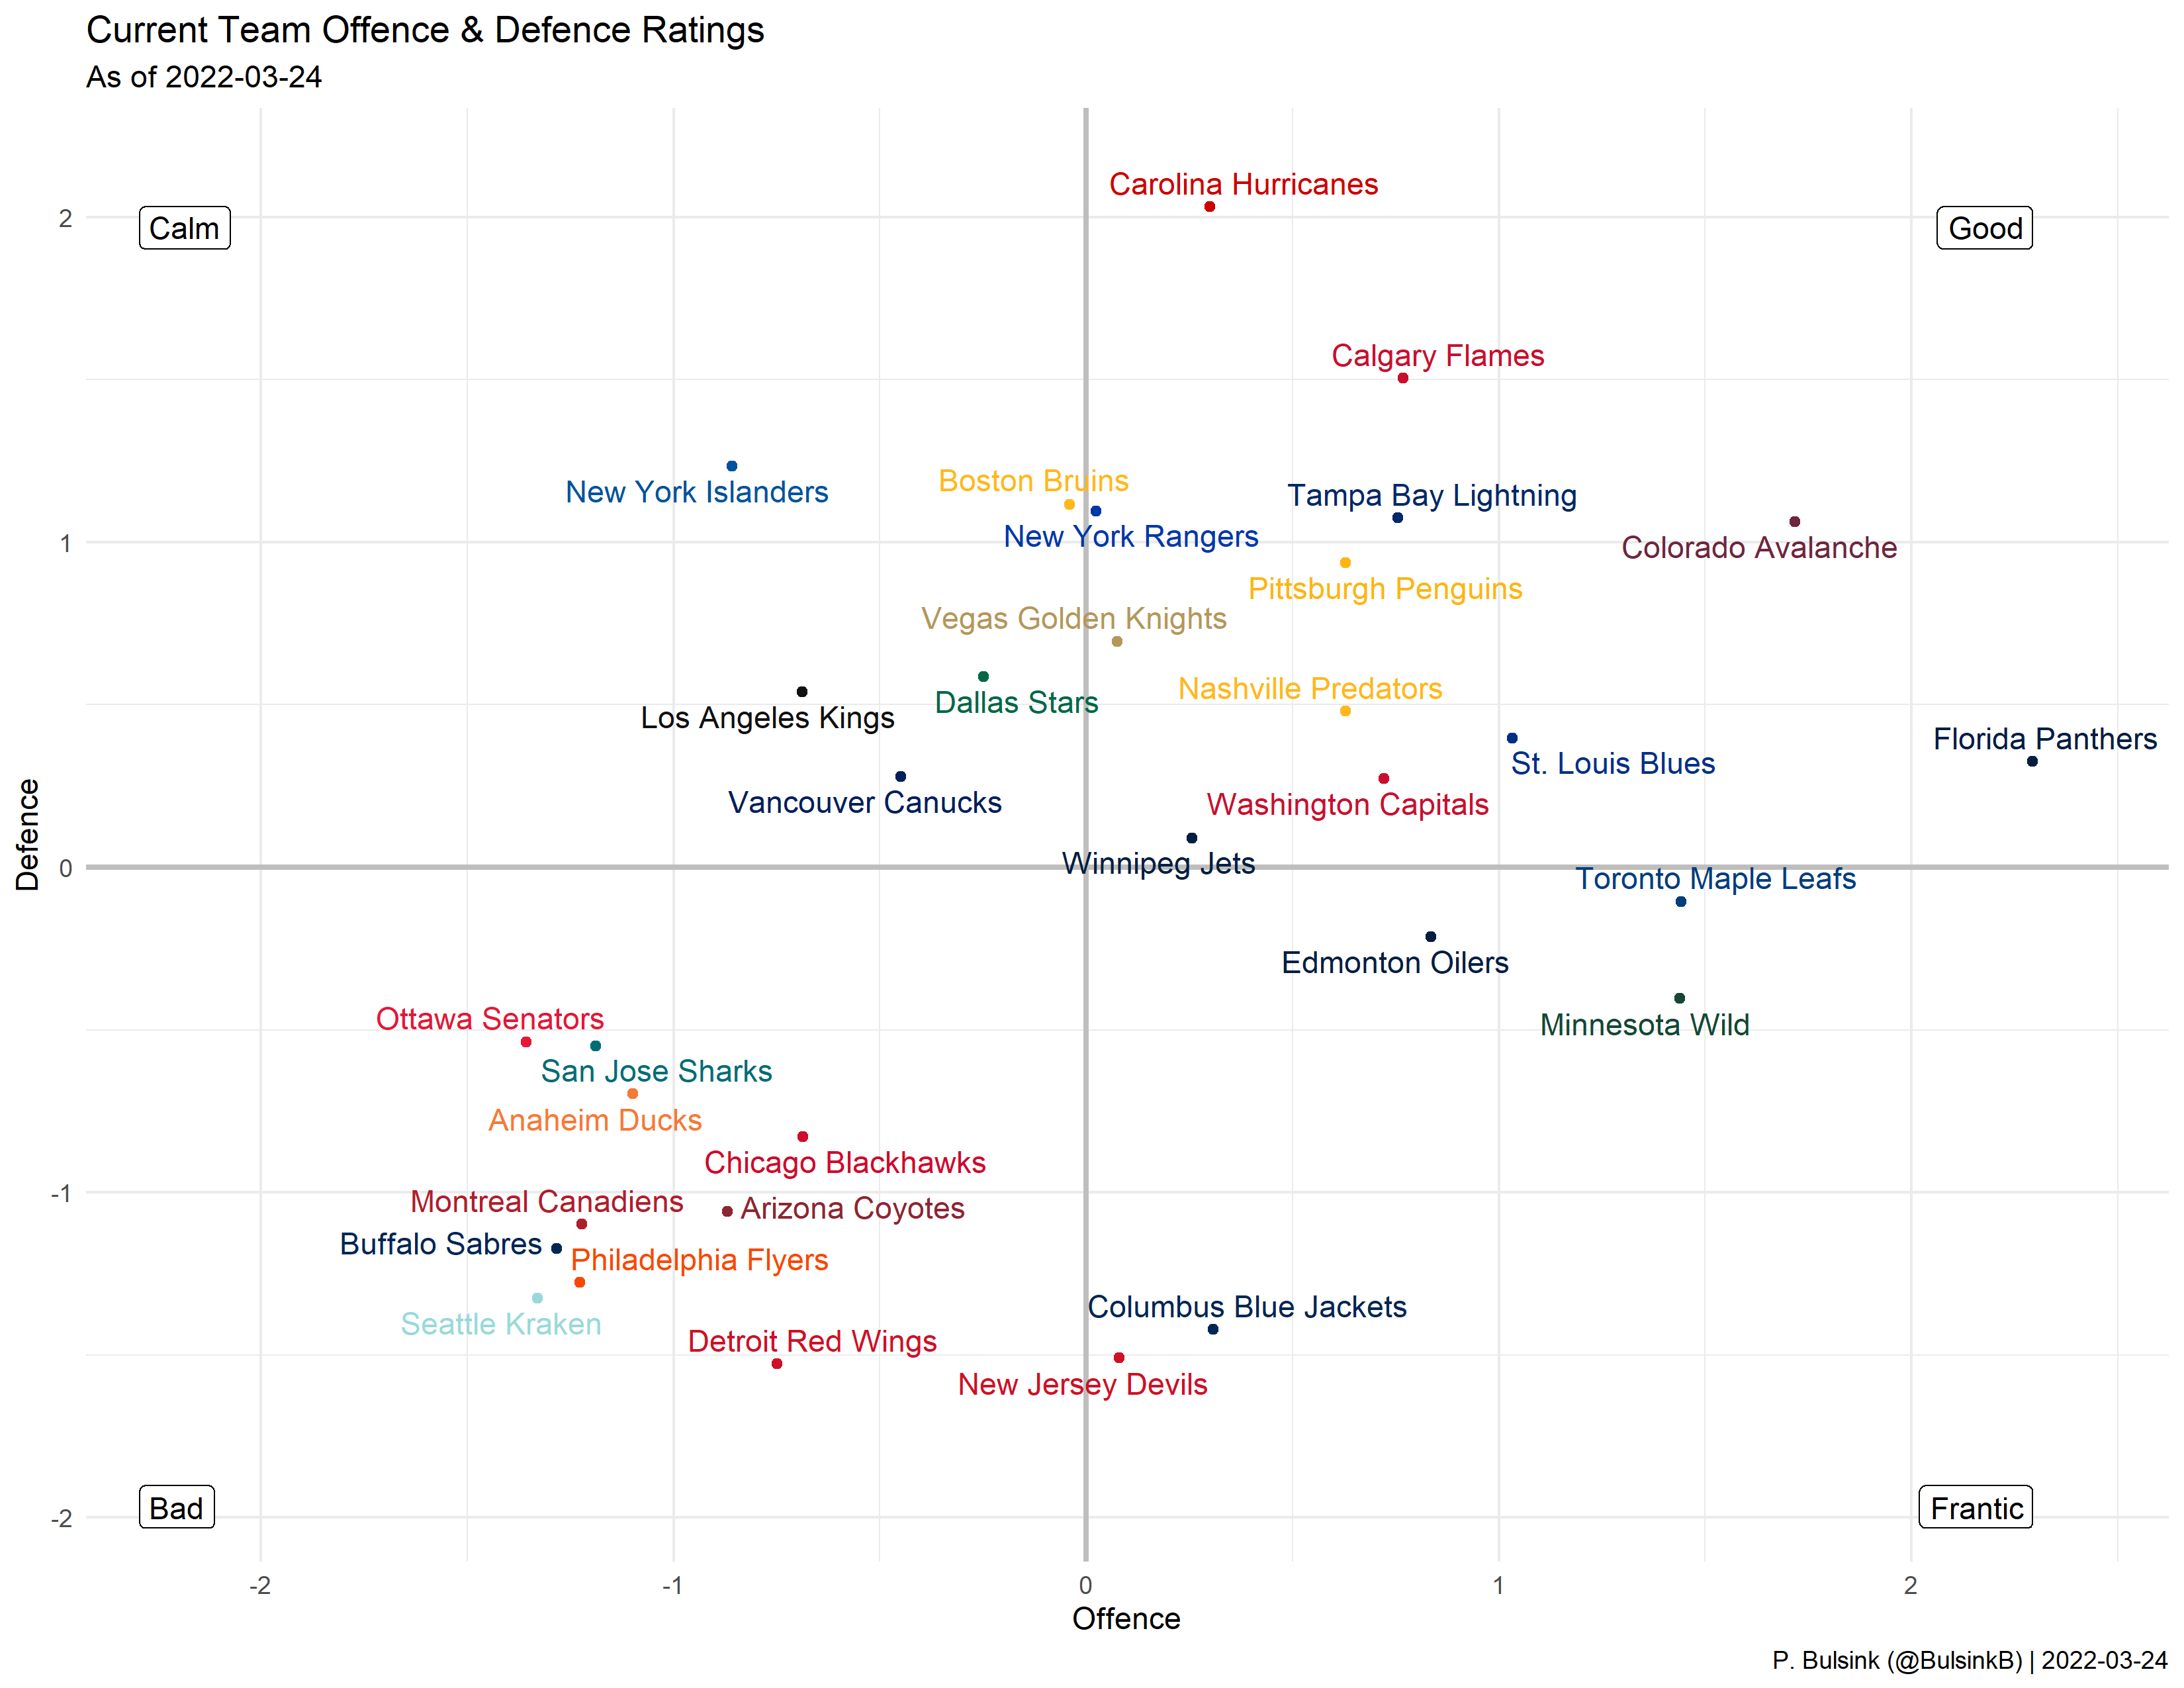 Current Team Offence & Defence Ratings
As of 2022-03-24
Carolina Hurricanes
2
Calm
Good
Calgary Flames
Boston Bruins
New York Islanders
Tampa Bay Lightning
New York Rangers
1
Colorado Avalanche
Pittsburgh Penguins
Vegas Golden Knights
Nashville Predators
Dallas Stars
Los Angeles Kings
Florida Panthers
St. Louis Blues
Vancouver Canucks
Washington Capitals
Defence
Winnipeg Jets
0
Toronto Maple Leafs
Edmonton Oilers
Ottawa Senators
Minnesota Wild
San Jose Sharks
Anaheim Ducks
Chicago Blackhawks
-1
Montreal Canadiens
Arizona Coyotes
Buffalo Sabres
Philadelphia Flyers
Columbus Blue Jackets
Seattle Kraken
Detroit Red Wings
New Jersey Devils
Bad
Frantic
-2
-2
-1
0
1
2
Offence
P. Bulsink (@BulsinkB) | 2022-03-24